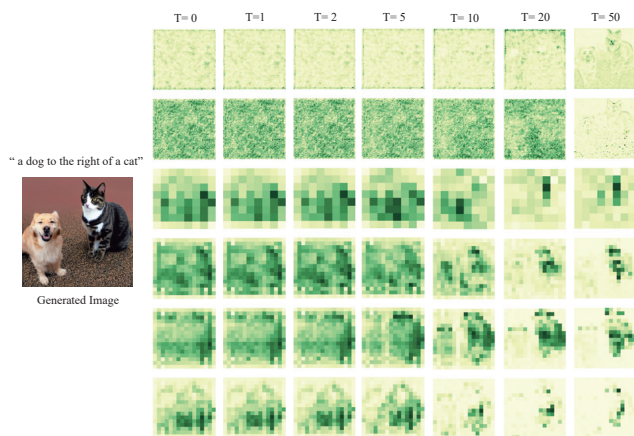 T= 0 T=1 T= 2 T= 5 T= 10 T= 20 T= 50
“ a dog to the right of a cat”
Generated Image